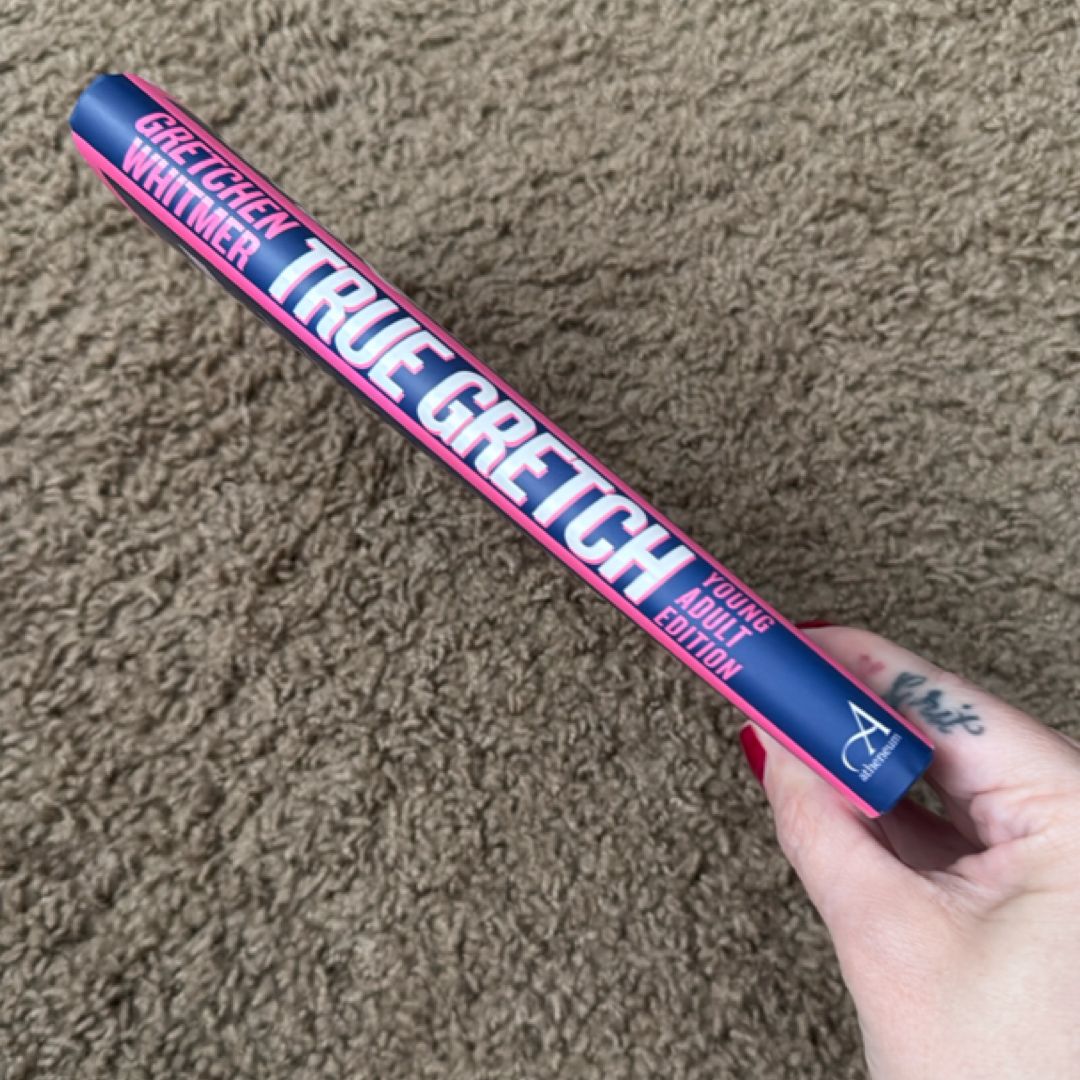 GRETCHEN
WHITMER
TRUE GRETCH
YOUNG
ADULT
EDITION
A
atheneum